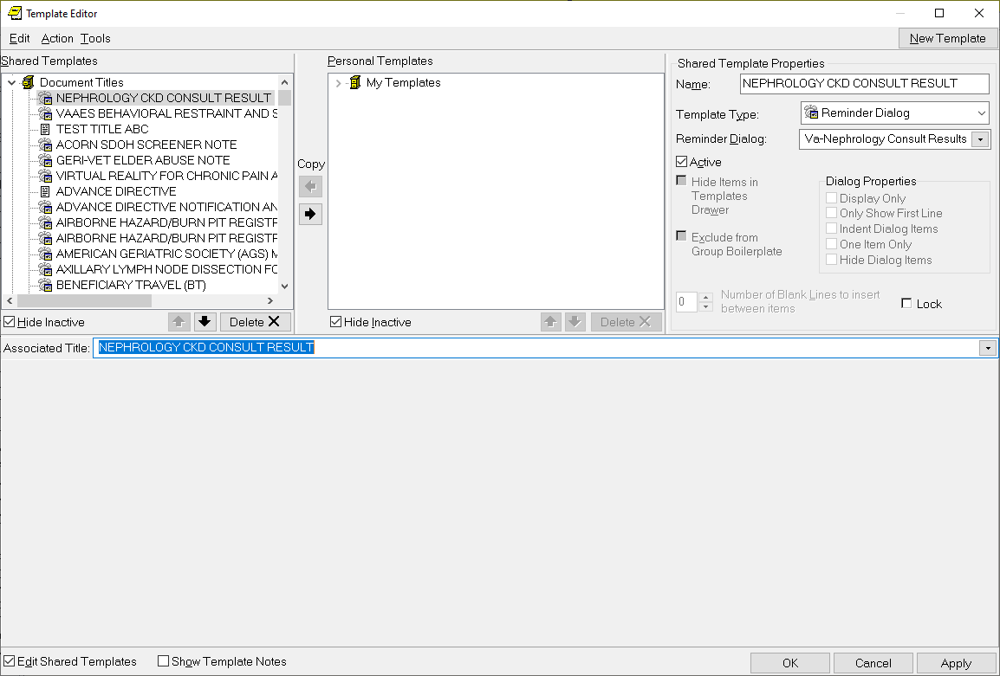 Template Editor
Edit Action Tools
New Template
Shared Templates
Document Titles
NEPHROLOGY CKD CONSULT RESULT
VAAES BEHAVIORAL RESTRAINT AND S
TEST TITLE ABC
ACORN SDOH SCREENER NOTE
GERI-VET ELDER ABUSE NOTE
VIRTUAL REALITY FOR CHRONIC PAIN A
ADVANCE DIRECTIVE
ADVANCE DIRECTIVE NOTIFICATION AN
AIRBORNE HAZARD/BURN PIT REGISTR
AIRBORNE HAZARD/BURN PIT REGISTR
AMERICAN GERIATRIC SOCIETY (AGS) M
AXILLARY LYMPH NODE DISSECTION FO
BENEFICIARY TRAVEL (BT)
Hide Inactive
Delete
Copy
Personal Templates
My Templates
Hide Inactive
Delete
Shared Template Properties
Name: NEPHROLOGY CKD CONSULT RESULT
Template Type: Reminder Dialog
Reminder Dialog: Va-Nephrology Consult Results
Active
Hide Items in
Templates
Drawer
Exclude from
Group Boilerplate
Dialog Properties
Display Only
Only Show First Line
Indent Dialog Items
One Item Only
Hide Dialog Items
0 Number of Blank Lines to insert
between items
Lock
Associated Title: NEPHROLOGY CKD CONSULT RESULT
Edit Shared Templates
Show Template Notes
OK
Cancel
Apply